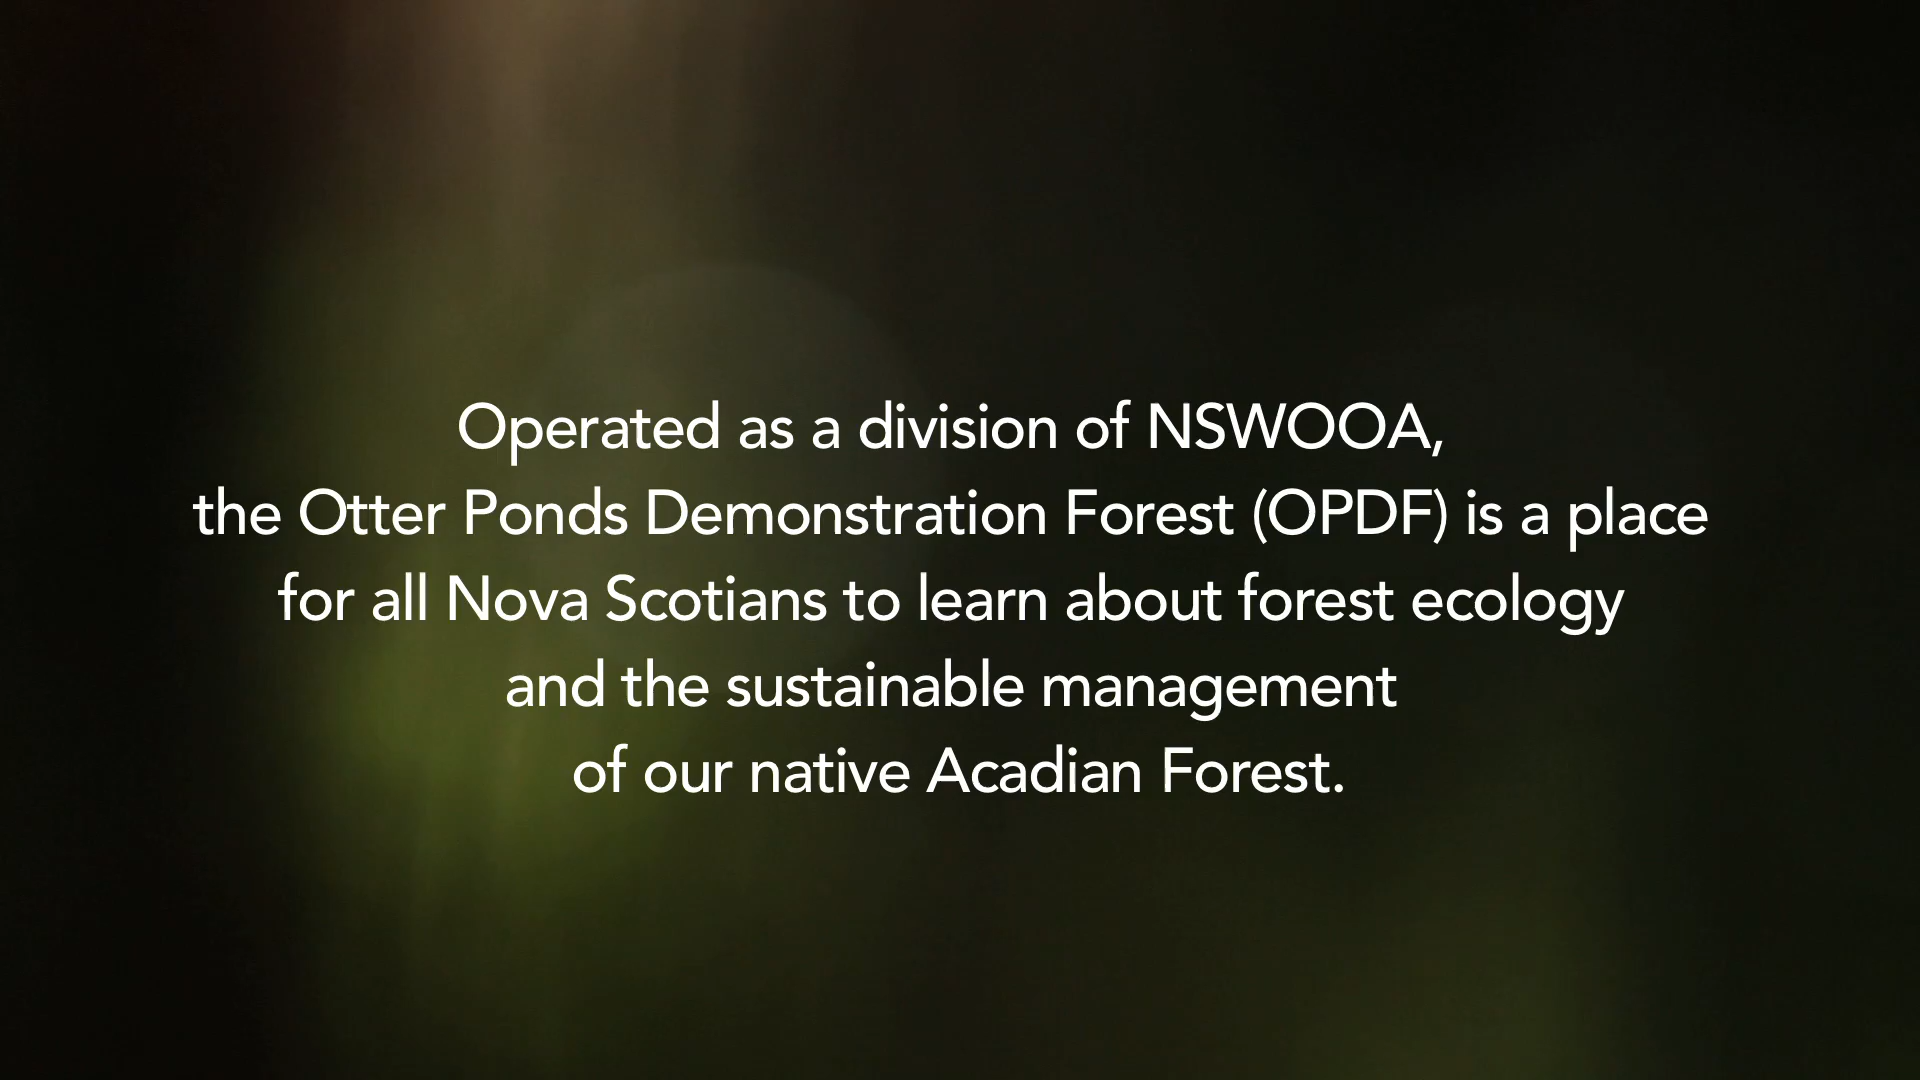 Operated as a division of NSWOOA,
the Otter Ponds Demonstration Forest (OPDF) is a place
for all Nova Scotians to learn about forest ecology
and the sustainable management
of our native Acadian Forest.